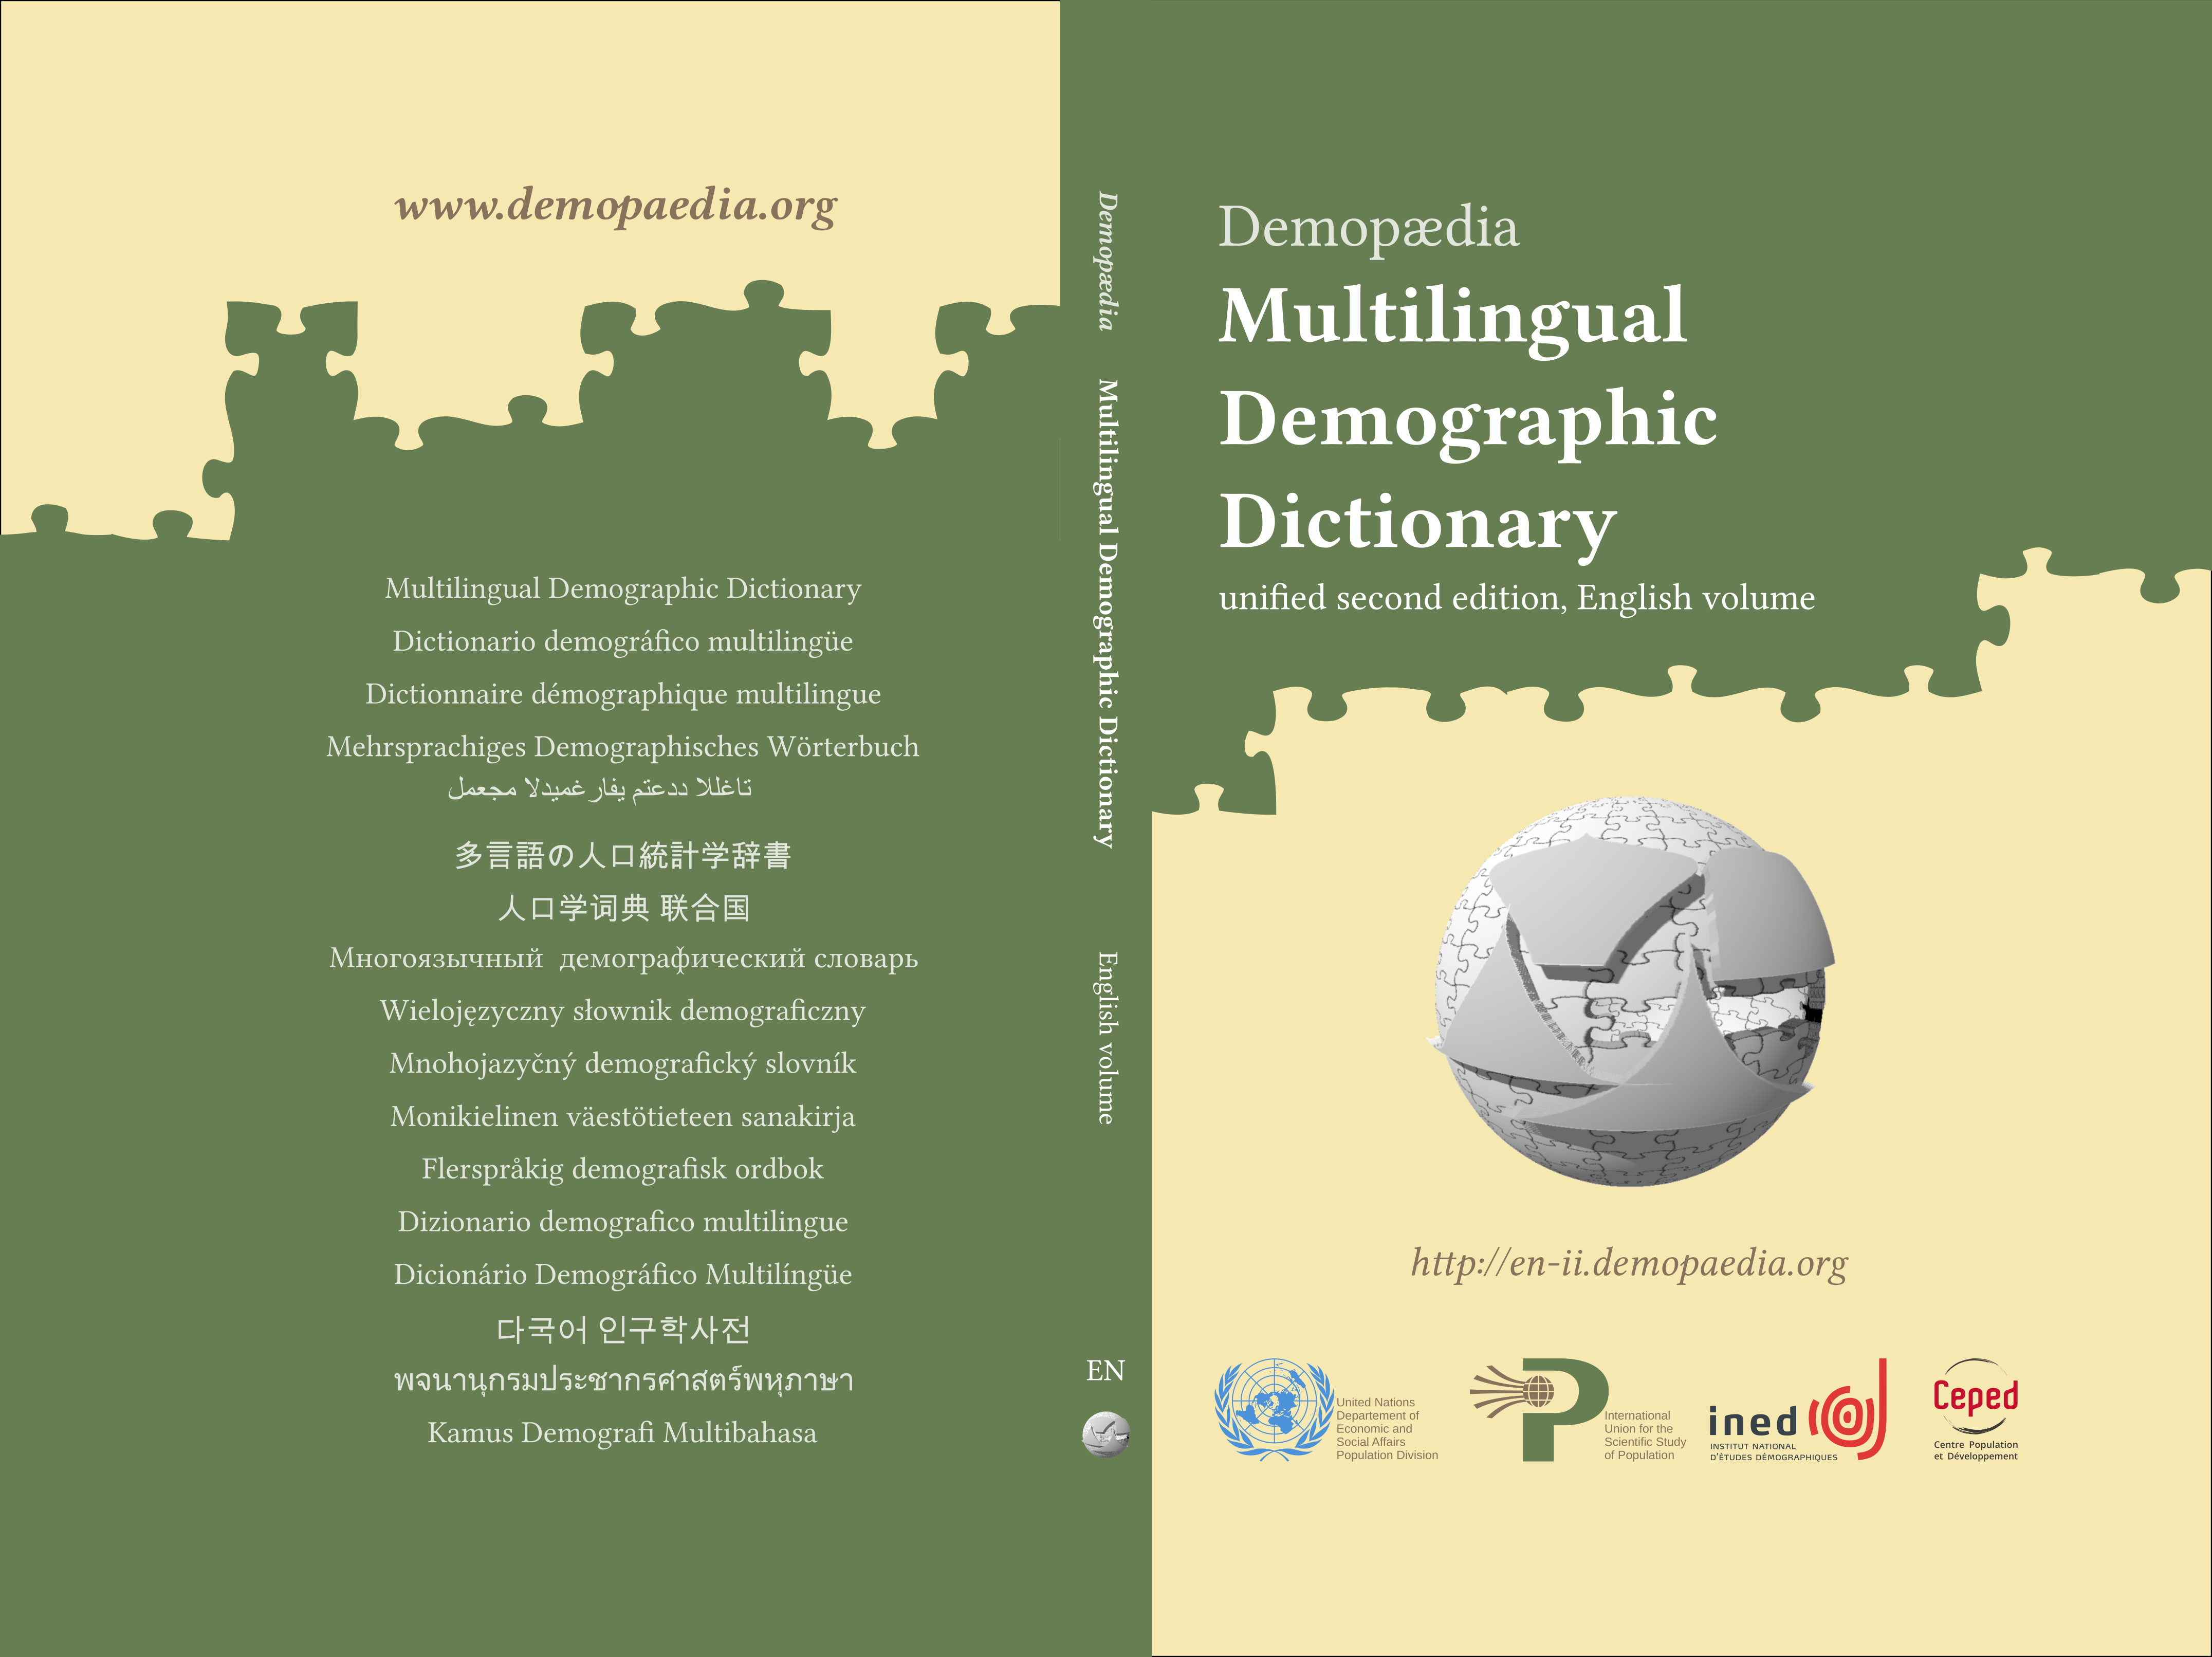 www.demopaedia.org
Multilingual Demographic Dictionary
Dictionario demográfico multilingüe
Dictionnaire démographique multilingue
Mehrsprachiges Demographisches Wörterbuch
تاغللا ددعتم يفارغميدلا مجعمل
多言語の人口統計学辞書
人口学词典 联合国
Многоязычный демографический словарь
Wielojęzyczny słownik demograficzny
Mnohojazyčný demografický slovník
Monikielinen väestötieteen sanakirja
Flerspråkig demografisk ordbok
Dizionario demografico multilingue
Dicionário Demográfico Multilíngüe
다국어 인구학사전
พจนานุกรมประชากรศาสตร์พหุภาษา
Kamus Demografi Multibahasa
Demopædia Multilingual Demographic Dictionary English volume
EN
Demopædia
Multilingual
Demographic
Dictionary
unified second edition, English volume
http://en-ii.demopaedia.org
United Nations
Departement of
Economic and
Social Affairs
Population Division
P
International
Union for the
Scientific Study
of Population
ined
INSTITUT NATIONAL
D'ÉTUDES DÉMOGRAPHIQUES
Ceped
Centre Population
et Développement